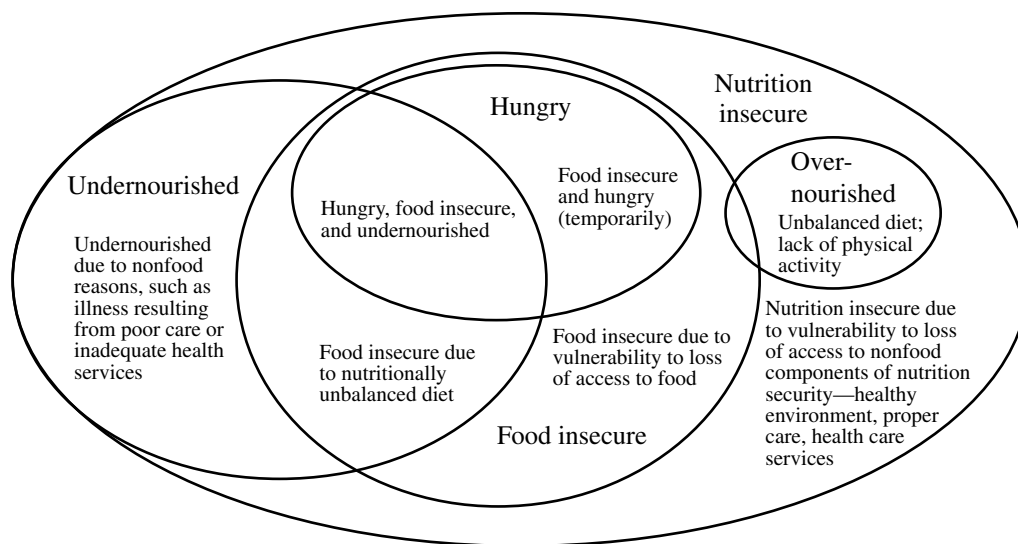 Nutrition
insecure
Hungry
Over-
nourished
Unbalanced diet;
lack of physical
activity
Undernourished
Food insecure
and hungry
(temporarily)
Hungry, food insecure,
and undernourished
Undernourished
due to nonfood
reasons, such as
illness resulting
from poor care or
inadequate health
services
Food insecure due
to nutritionally
unbalanced diet
Food insecure due to
vulnerability to loss
of access to food
Nutrition insecure due
to vulnerability to loss
of access to nonfood
components of nutrition
security—healthy
environment, proper
care, health care
services
Food insecure